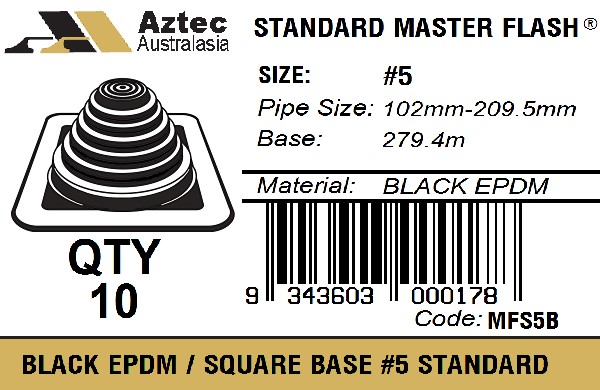 Aztec
Australasia
STANDARD MASTER FLASH®
SIZE: #5
Pipe Size: 102mm-209.5mm
Base: 279.4m
Material: BLACK EPDM
QTY
10
9 343603 000178
Code: MFS5B
BLACK EPDM / SQUARE BASE #5 STANDARD